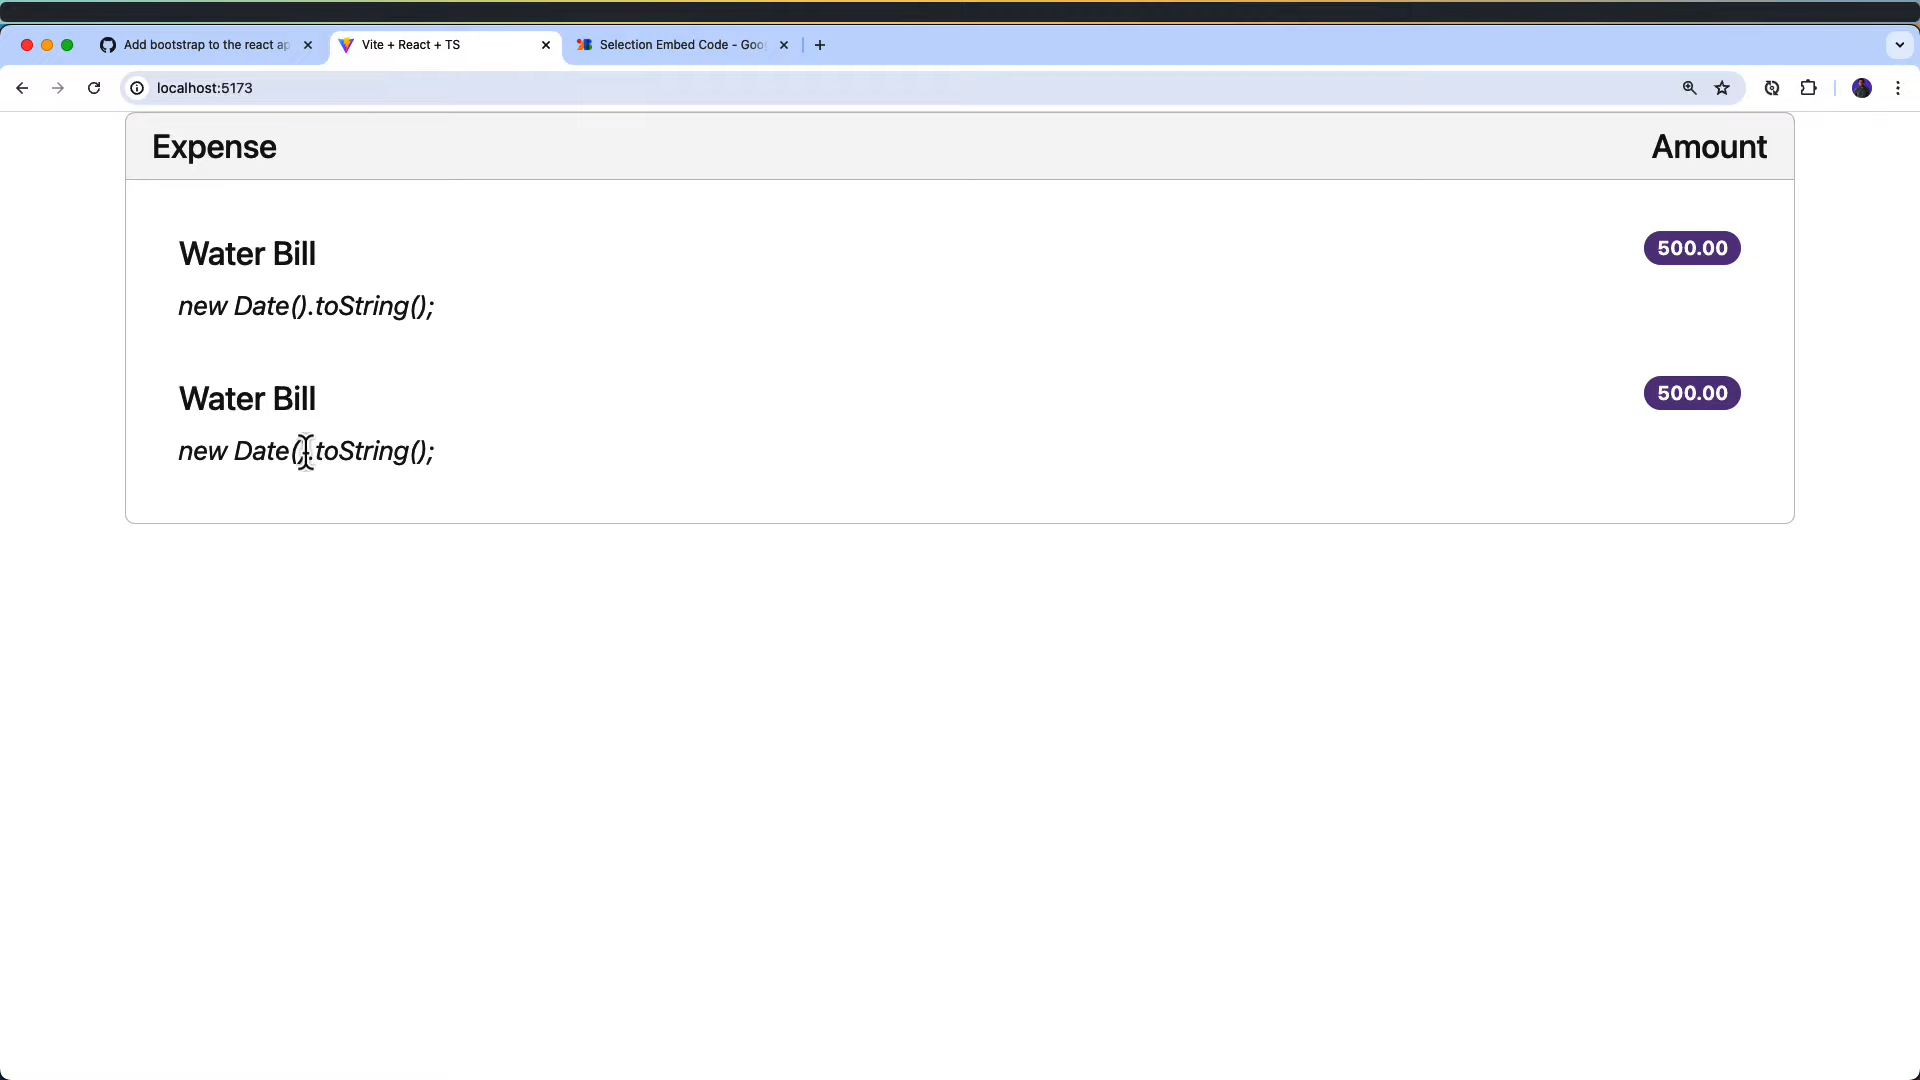 Add bootstrap to the react ap
Vite + React + TS
Selection Embed Code - Goo
localhost:5173
Expense
Amount
Water Bill
500.00
new Date().toString();
Water Bill
500.00
new Date().toString();